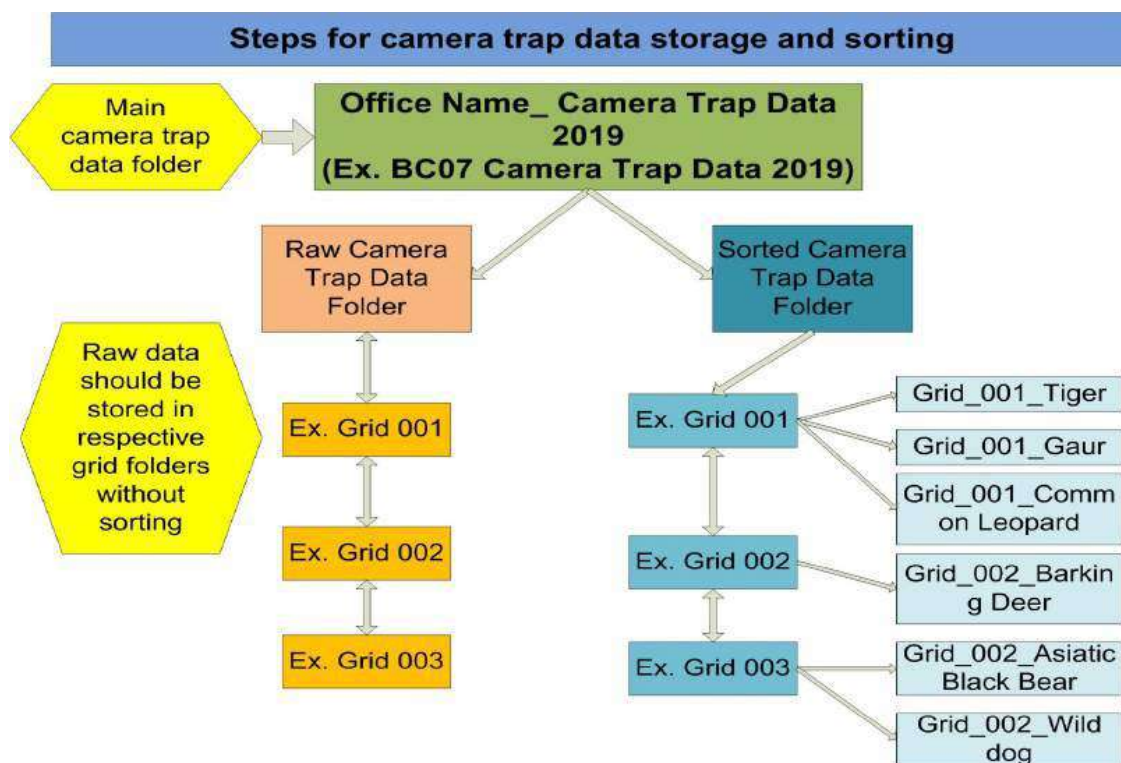 Steps for camera trap data storage and sorting
Main
camera trap
data folder
Office Name_ Camera Trap Data
2019
(Ex. BC07 Camera Trap Data 2019)
Raw Camera
Trap Data
Folder
Sorted Camera
Trap Data
Folder
Raw data
should be
stored in
respective
grid folders
without
sorting
Ex. Grid 001
Ex. Grid 002
Ex. Grid 003
Ex. Grid 001
Grid_001_Tiger
Grid_001_Gaur
Grid_001_Comm
on Leopard
Ex. Grid 002
Grid_002_Barkin
g Deer
Ex. Grid 003
Grid_002_Asiatic
Black Bear
Grid_002_Wild
dog